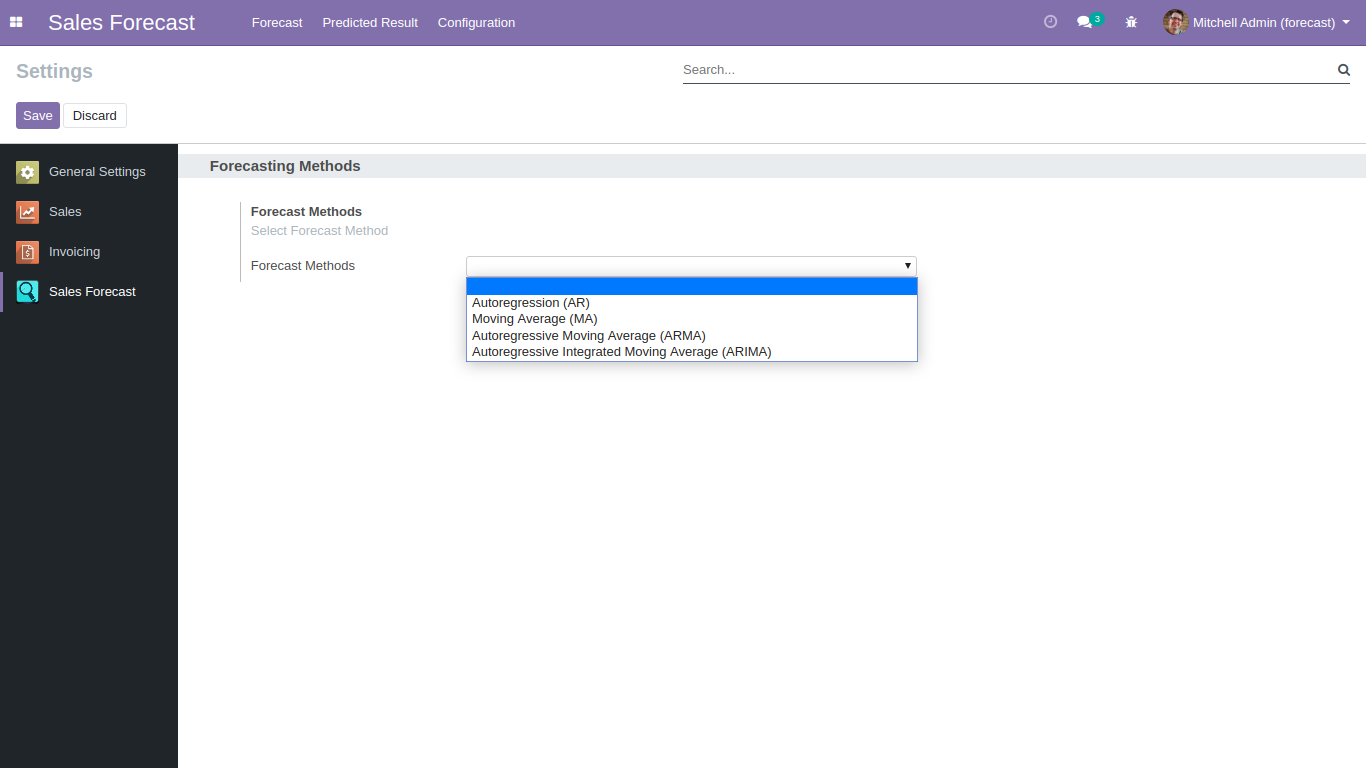 Sales Forecast
Forecast
Predicted Result
Configuration
3
Mitchell Admin (forecast)
Settings
Search...
Save
Discard
General Settings
Sales
Invoicing
Sales Forecast
Forecasting Methods
Forecast Methods
Select Forecast Method
Forecast Methods
Autoregression (AR)
Moving Average (MA)
Autoregressive Moving Average (ARMA)
Autoregressive Integrated Moving Average (ARIMA)